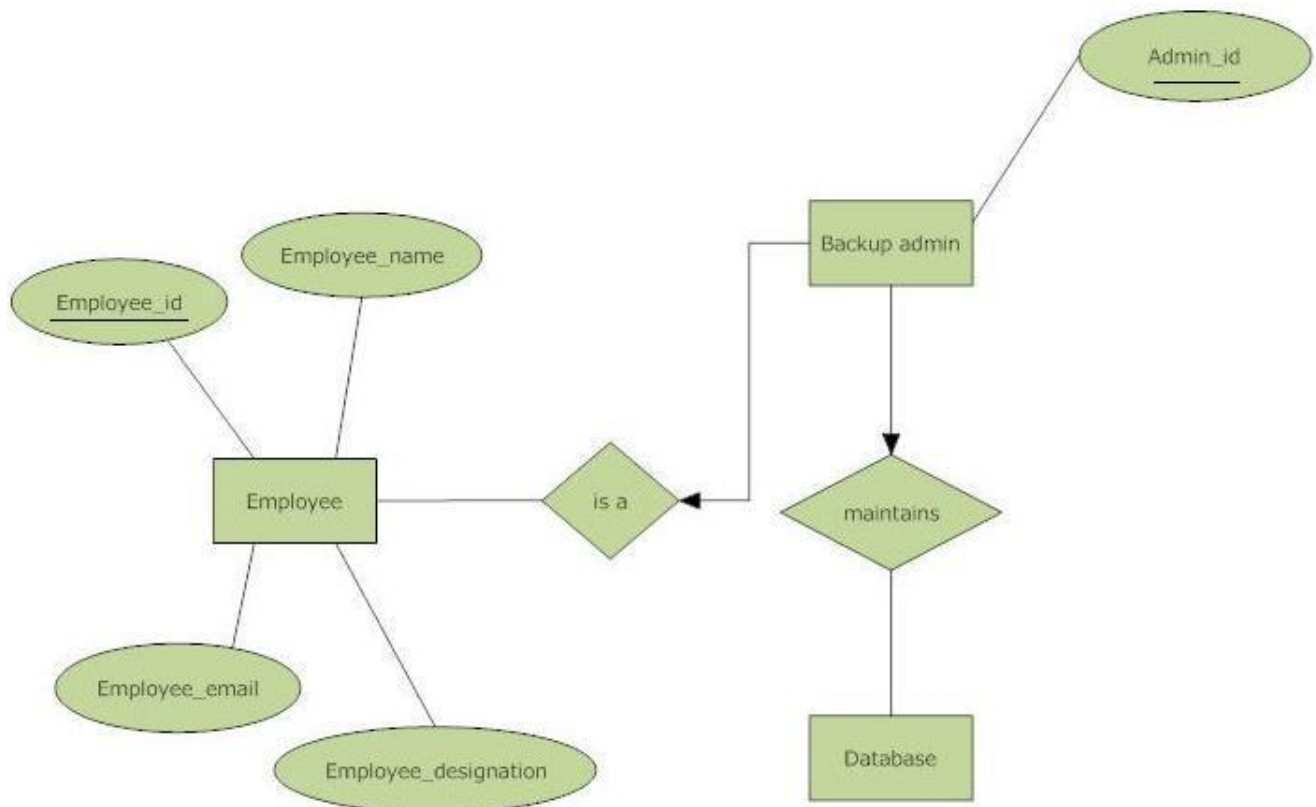 Admin_id
Backup admin
Employee_name
Employee_id
Employee
is a
maintains
Employee_email
Employee_designation
Database